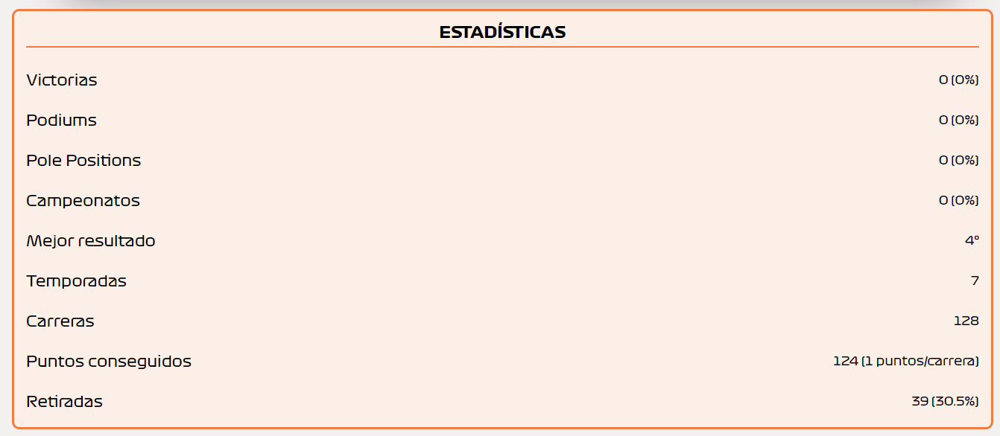 ESTADÍSTICAS
Victorias 0 (0%)
Podiums 0 (0%)
Pole Positions 0 (0%)
Campeonatos 0 (0%)
Mejor resultado 4º
Temporadas 7
Carreras 128
Puntos conseguidos 124 (1 puntos/carrera)
Retiradas 39 (30.5%)